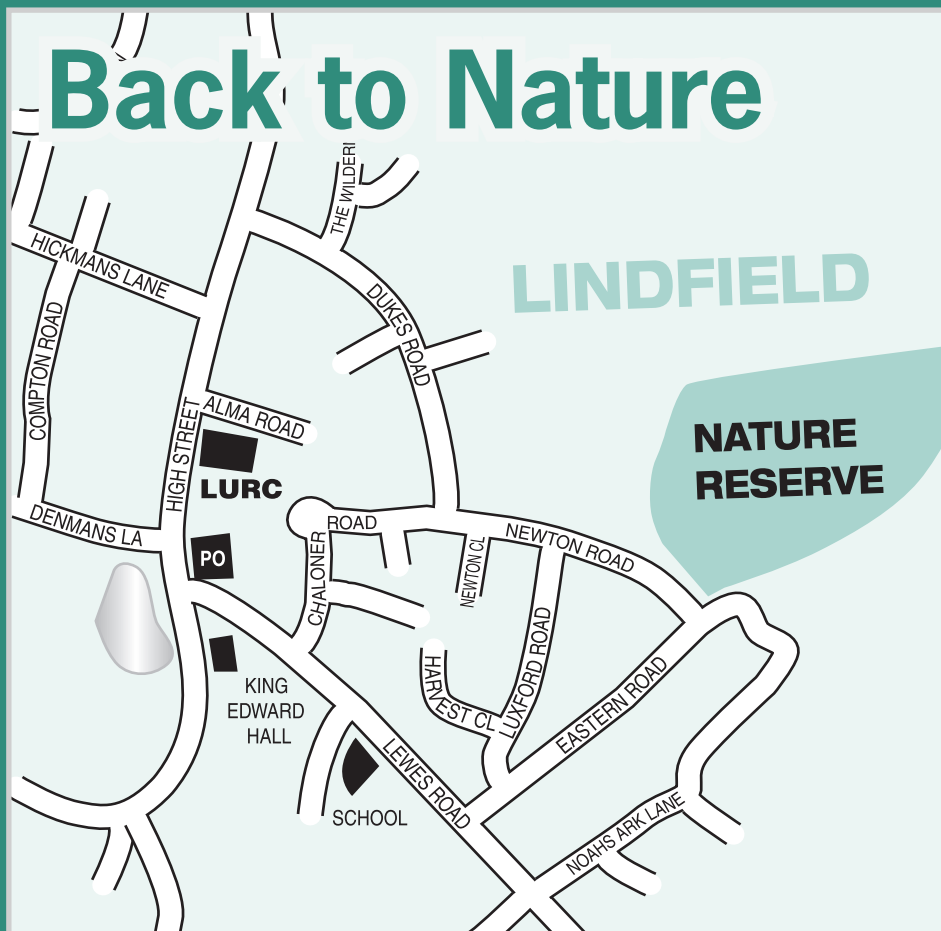 Back to Nature
THE WILDERI
HICKMANS LANE
LINDFIELD
DUKES ROAD
COMPTON ROAD
ALMA ROAD
HIGH STREET
NATURE
RESERVE
LURC
DENMANS LA
ROAD
CHALONER
NEWTON ROAD
NEWTON CL
PO
LUXFORD ROAD
HARVEST CL
EASTERN ROAD
KING
EDWARD
HALL
LEWES ROAD
SCHOOL
NOAHS ARK LANE